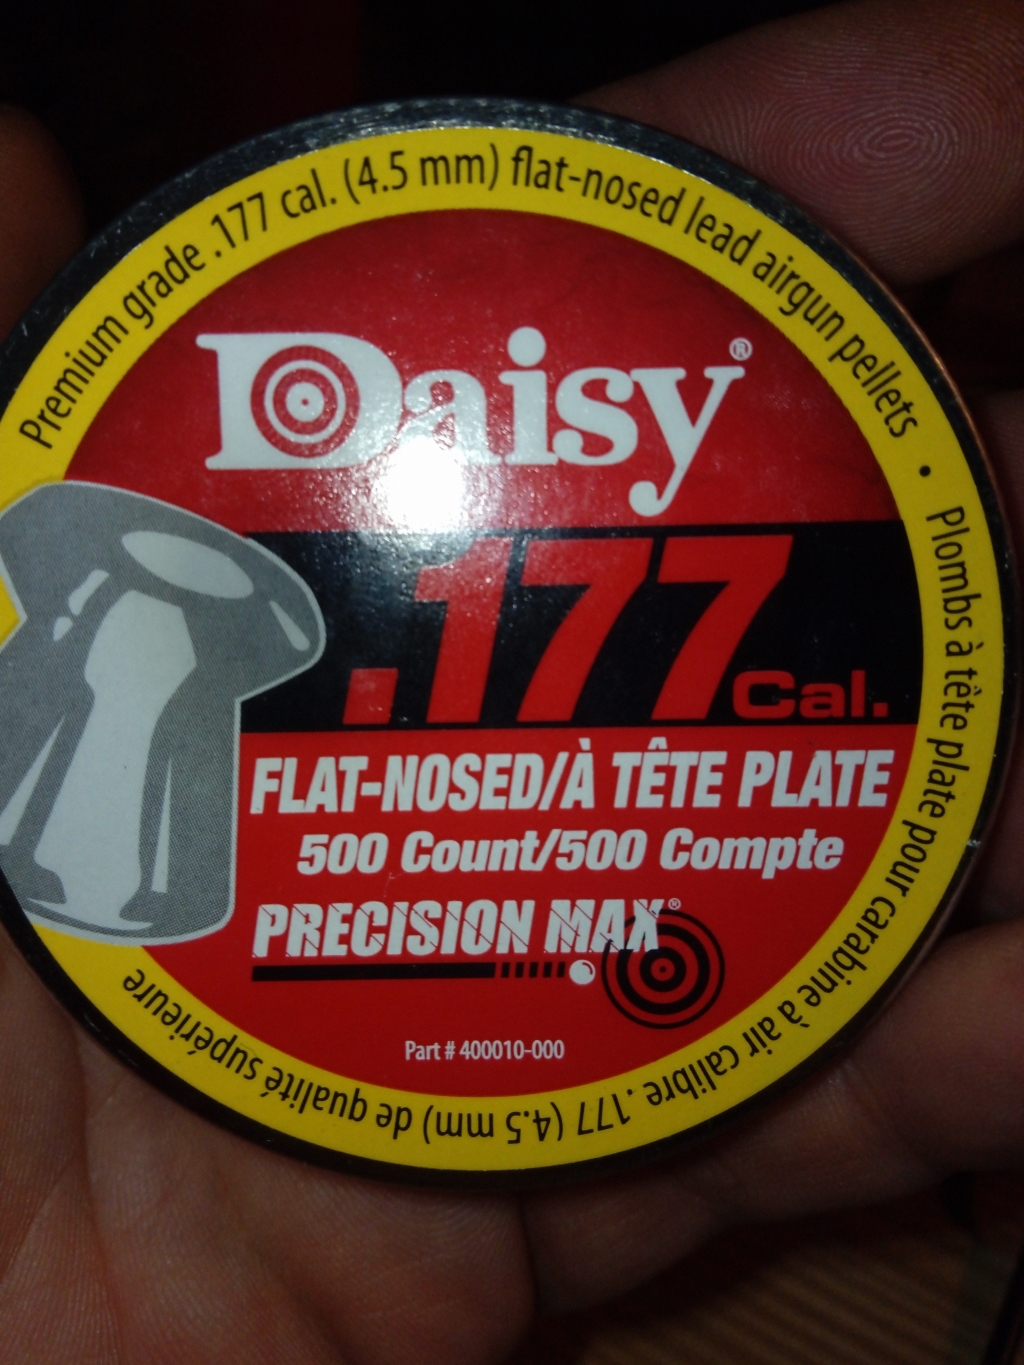 Premium grade .177 cal. (4.5 mm) flat-nosed lead airgun pellets •
Daisy®
.177 Cal.
FLAT-NOSED/À TÊTE PLATE
500 Count/500 Compte
PRECISION MAX®
Part # 400010-000
Plombs à tête plate pour carabine à air calibre .177 (4.5 mm) de qualité supérieure